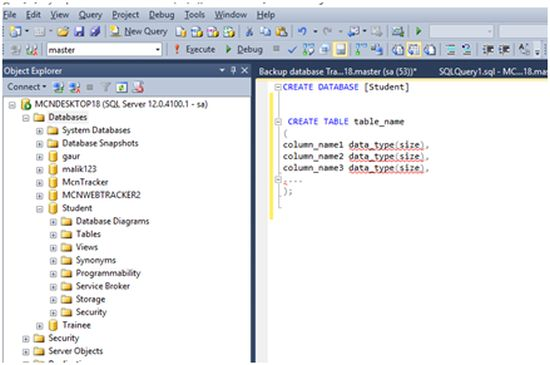 File Edit View Query Project Debug Tools Window Help
New Query
master
Execute Debug
Object Explorer
Connect
MCNDESKTOP18 (SQL Server 12.0.4100.1 - sa)
Databases
System Databases
Database Snapshots
gaur
malik123
McnTracker
MCNWEBTRACKER2
Student
Database Diagrams
Tables
Views
Synonyms
Programmability
Service Broker
Storage
Security
Trainee
Security
Server Objects
Backup database Tra...18.master (sa (53))* SQLQuery1.sql - MC...18.mas
CREATE DATABASE [Student]
CREATE TABLE table_name
(
column_name1 data_type(size),
column_name2 data_type(size),
column_name3 data_type(size),
....
);